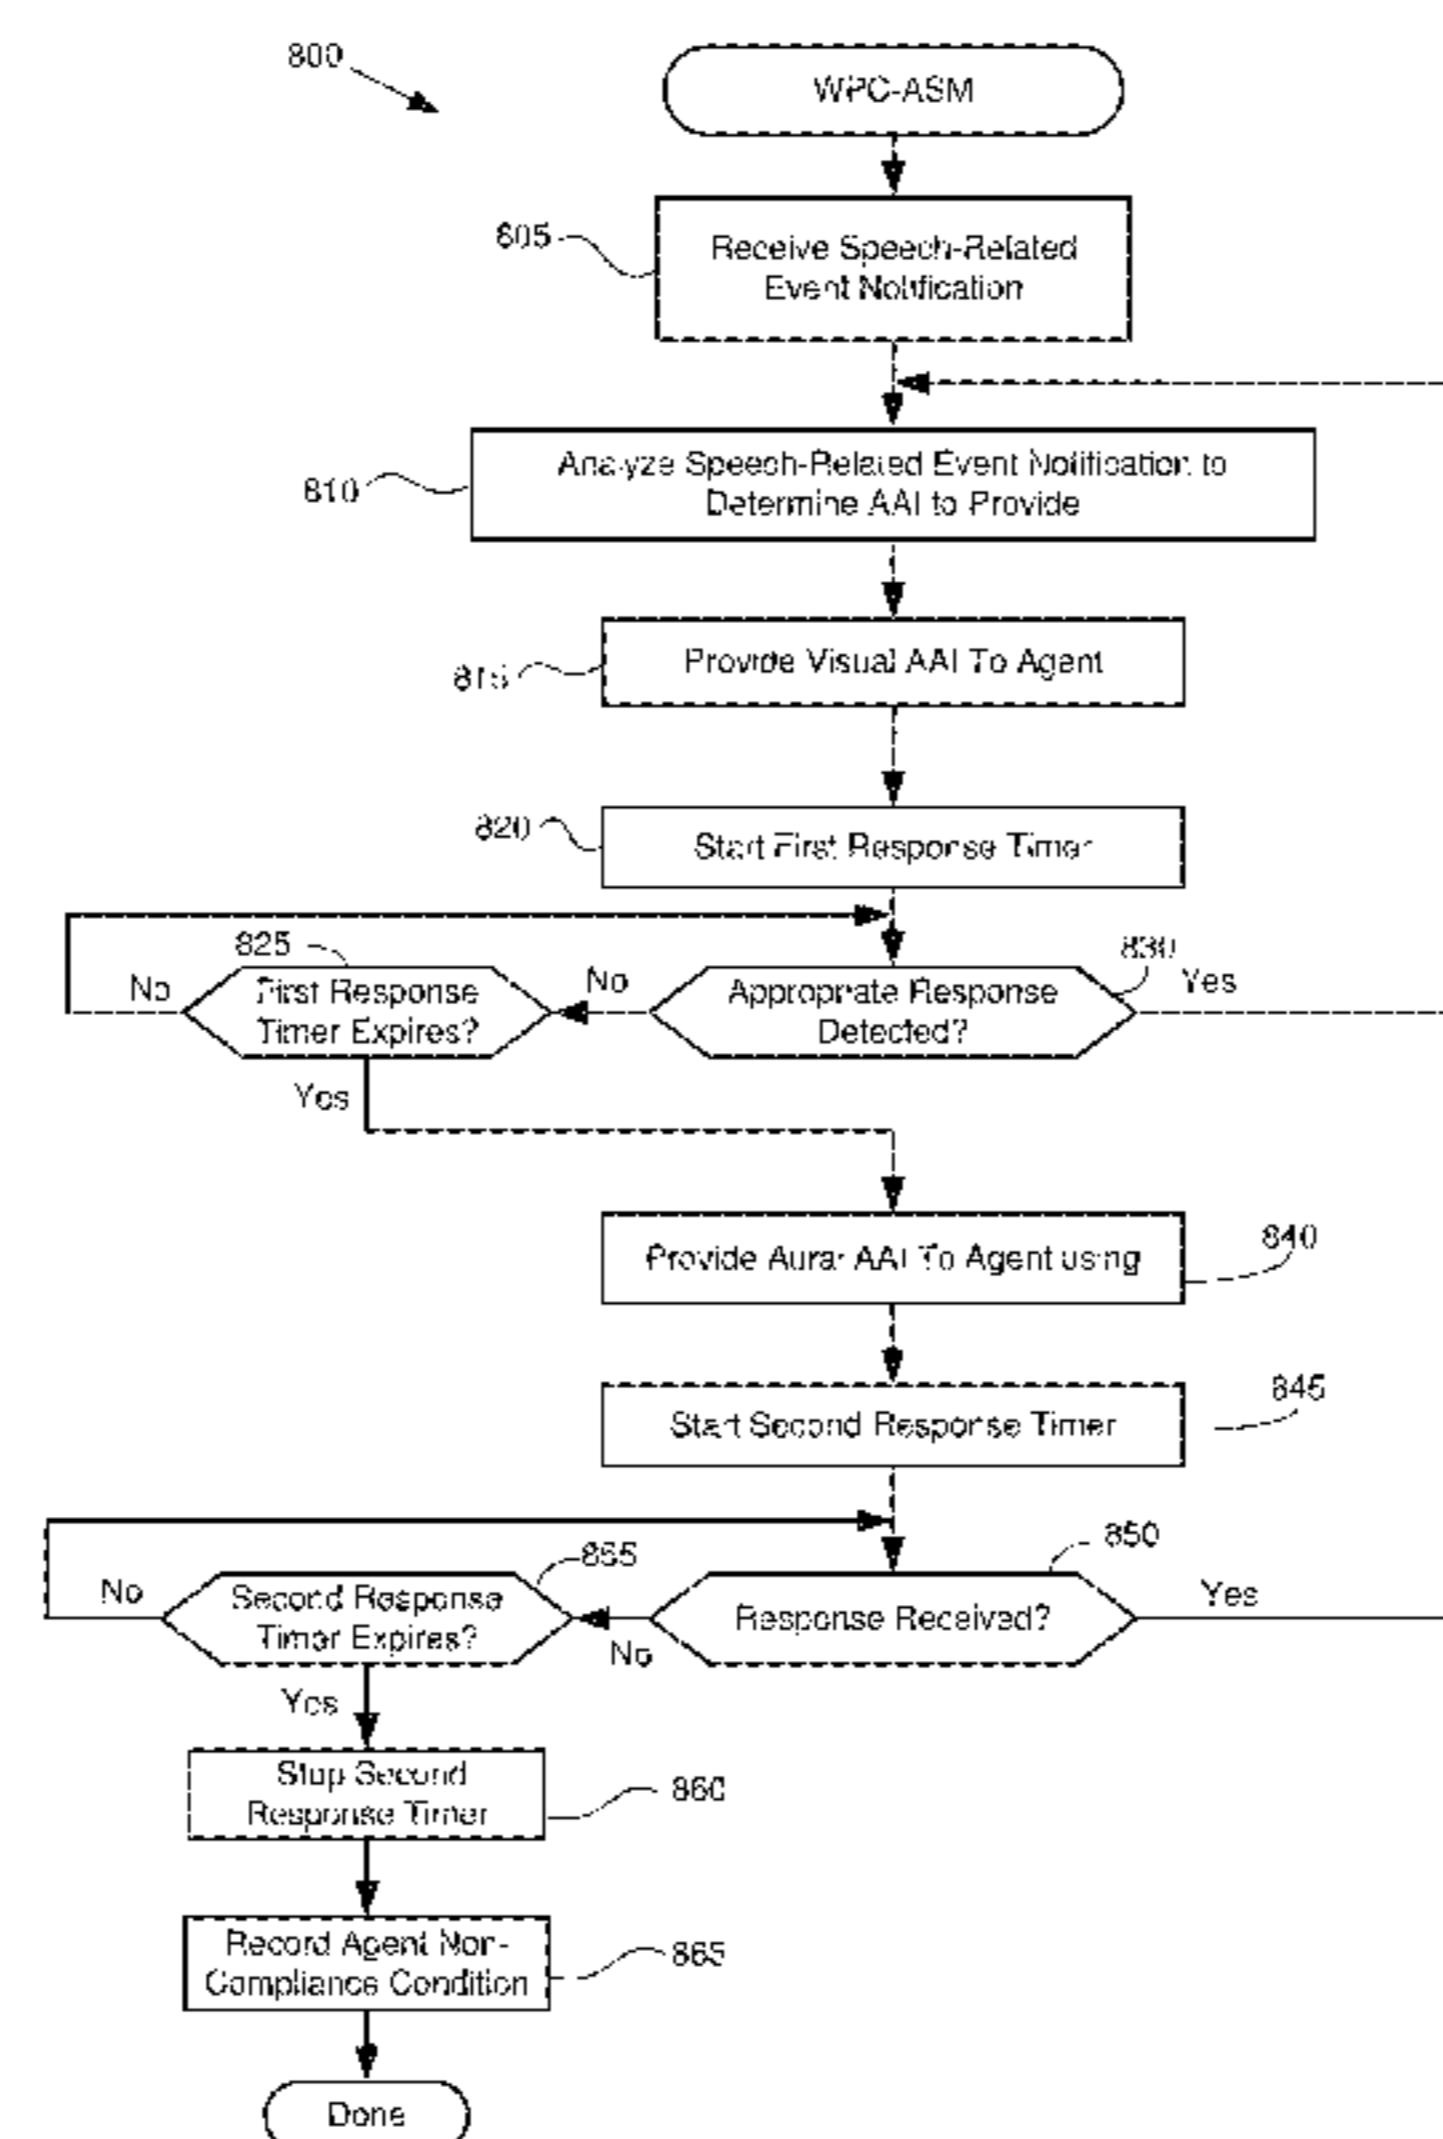 800
WPC-ASM
805
Receive Speech-Related
Event Notification
810
Analyze Speech-Related Event Notification to
Determine AAI to Provide
815
Provide Visual AAI To Agent
820
Start First Response Timer
825
830
No
First Response
Timer Expires?
No
Appropriate Response
Detected?
Yes
Yes
840
Provide Aural AAI To Agent using
845
Start Second Response Timer
850
855
No
Second Response
Timer Expires?
No
Response Received?
Yes
Yes
Stop Second
Response Timer
860
Record Agent Non-
Compliance Condition
865
Done